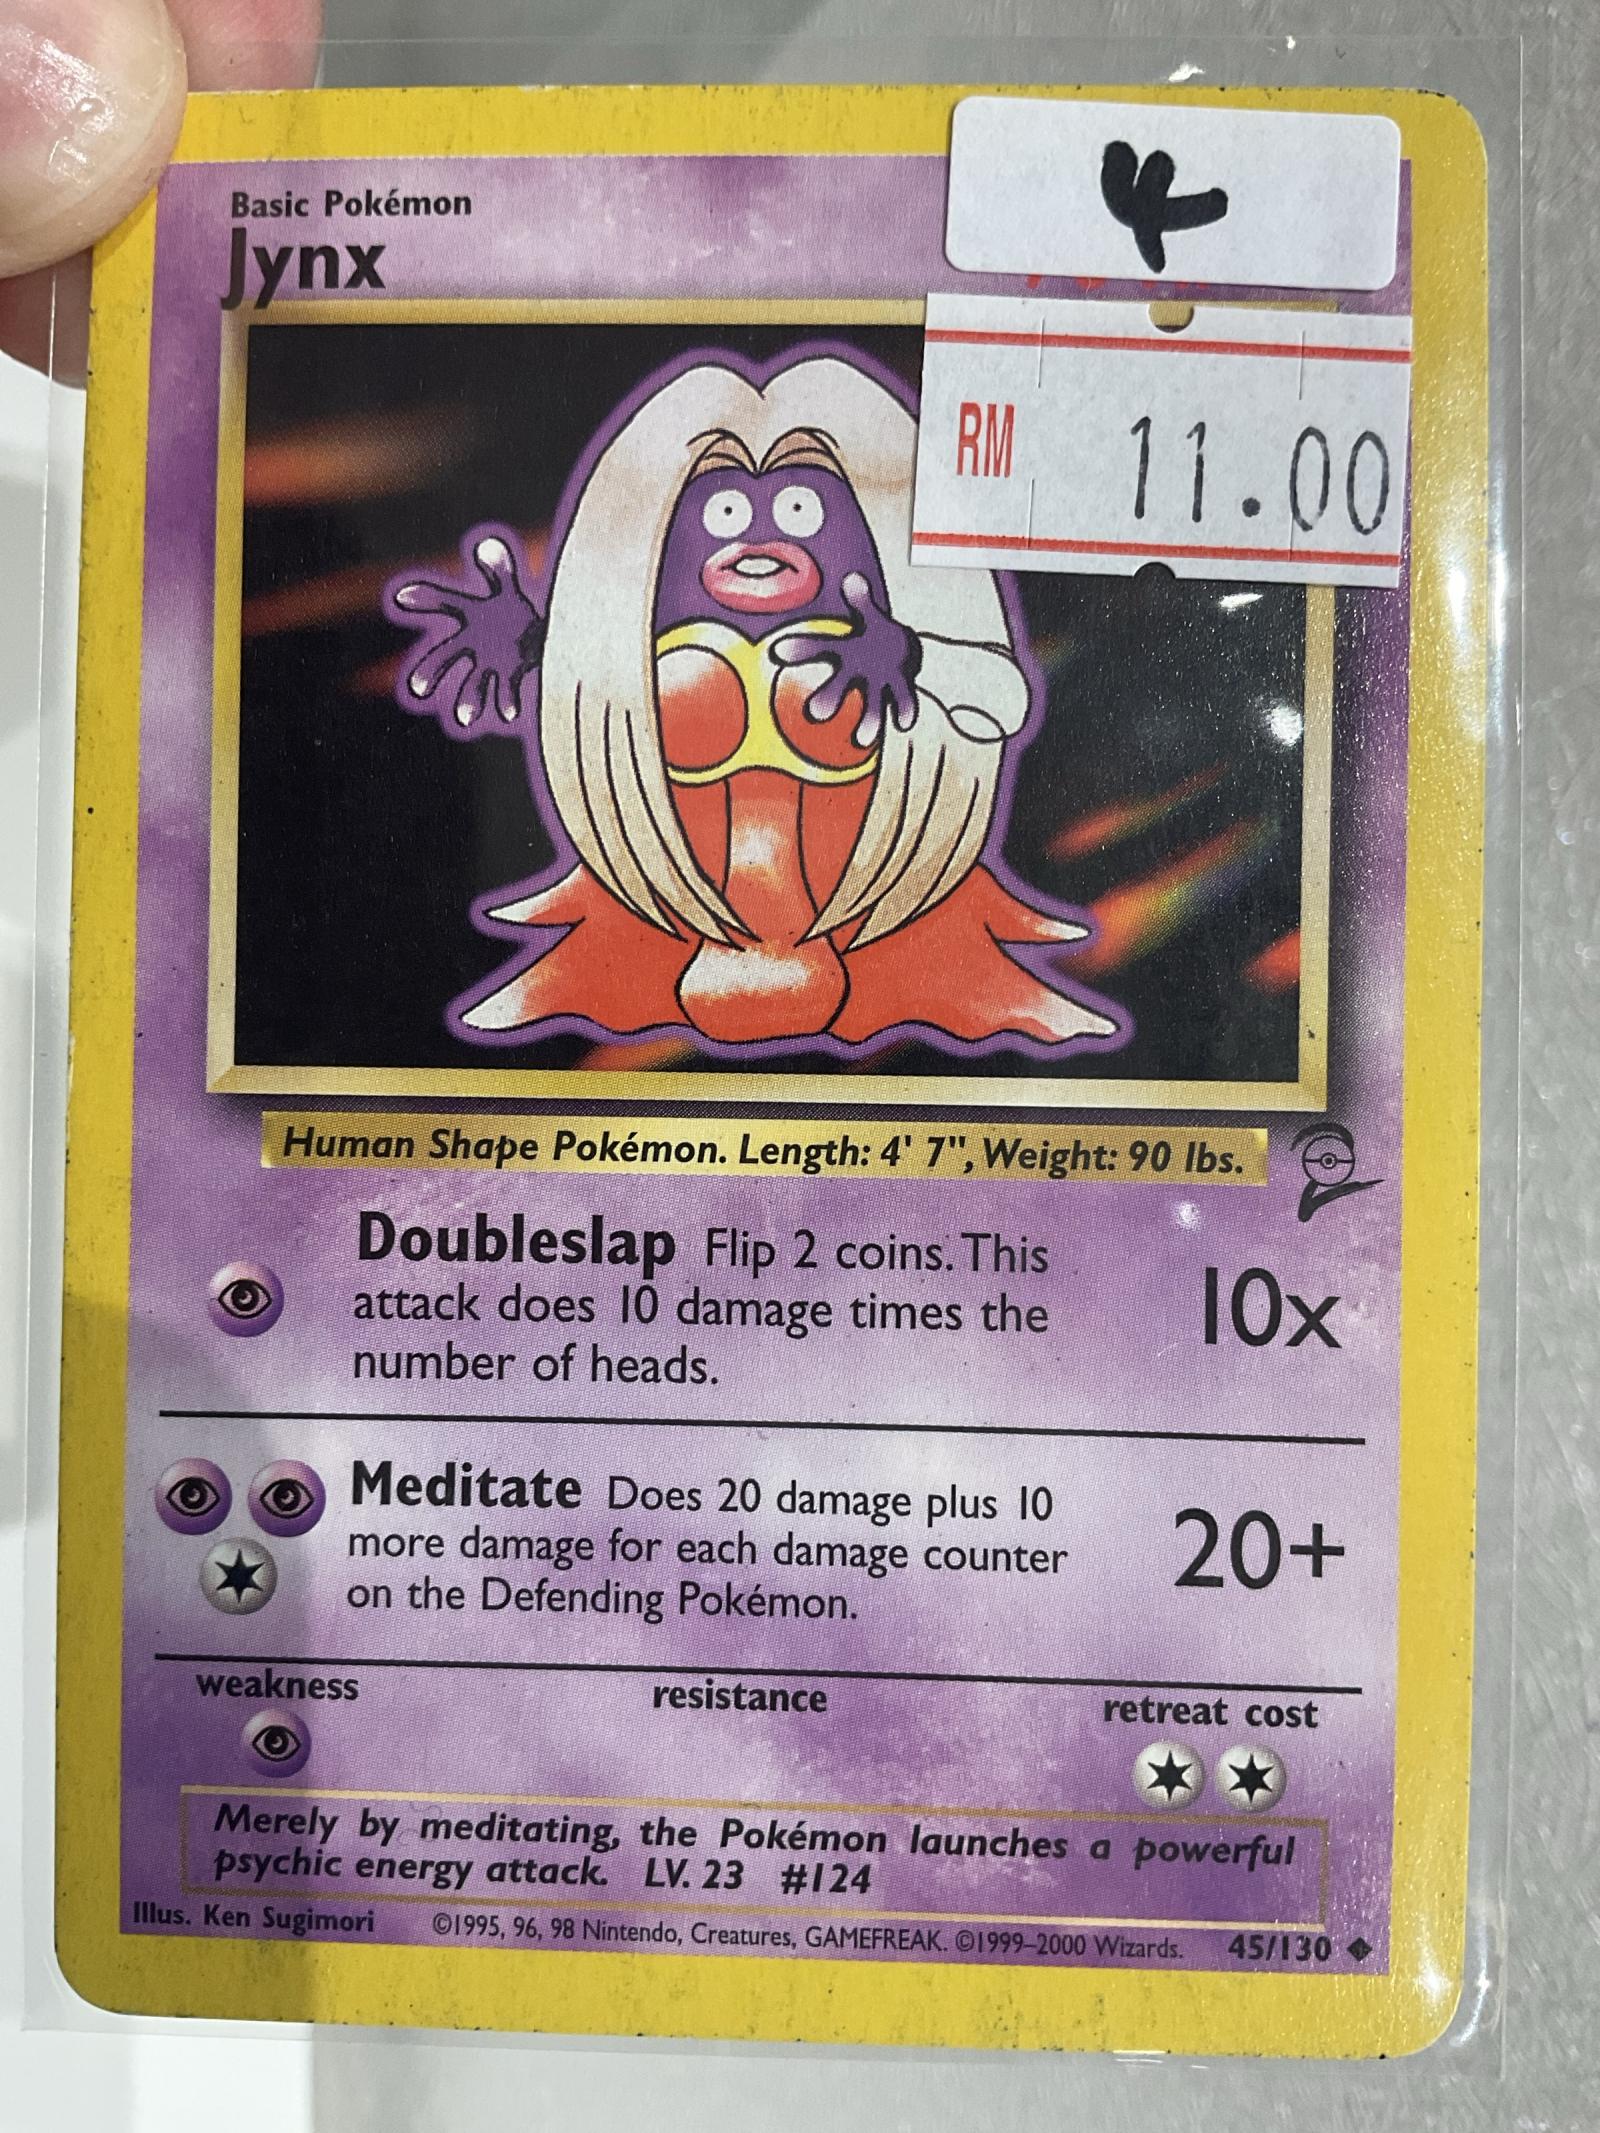 Basic Pokémon
Jynx
4
RM 11.00
Human Shape Pokémon. Length: 4' 7", Weight: 90 lbs.
Doubleslap Flip 2 coins. This
attack does 10 damage times the
number of heads.
10x
Meditate Does 20 damage plus 10
more damage for each damage counter
on the Defending Pokémon.
20+
weakness
resistance
retreat cost
Merely by meditating, the Pokémon launches a powerful
psychic energy attack. LV. 23 #124
Illus. Ken Sugimori ©1995, 96, 98 Nintendo, Creatures, GAMEFREAK. ©1999–2000 Wizards. 45/130